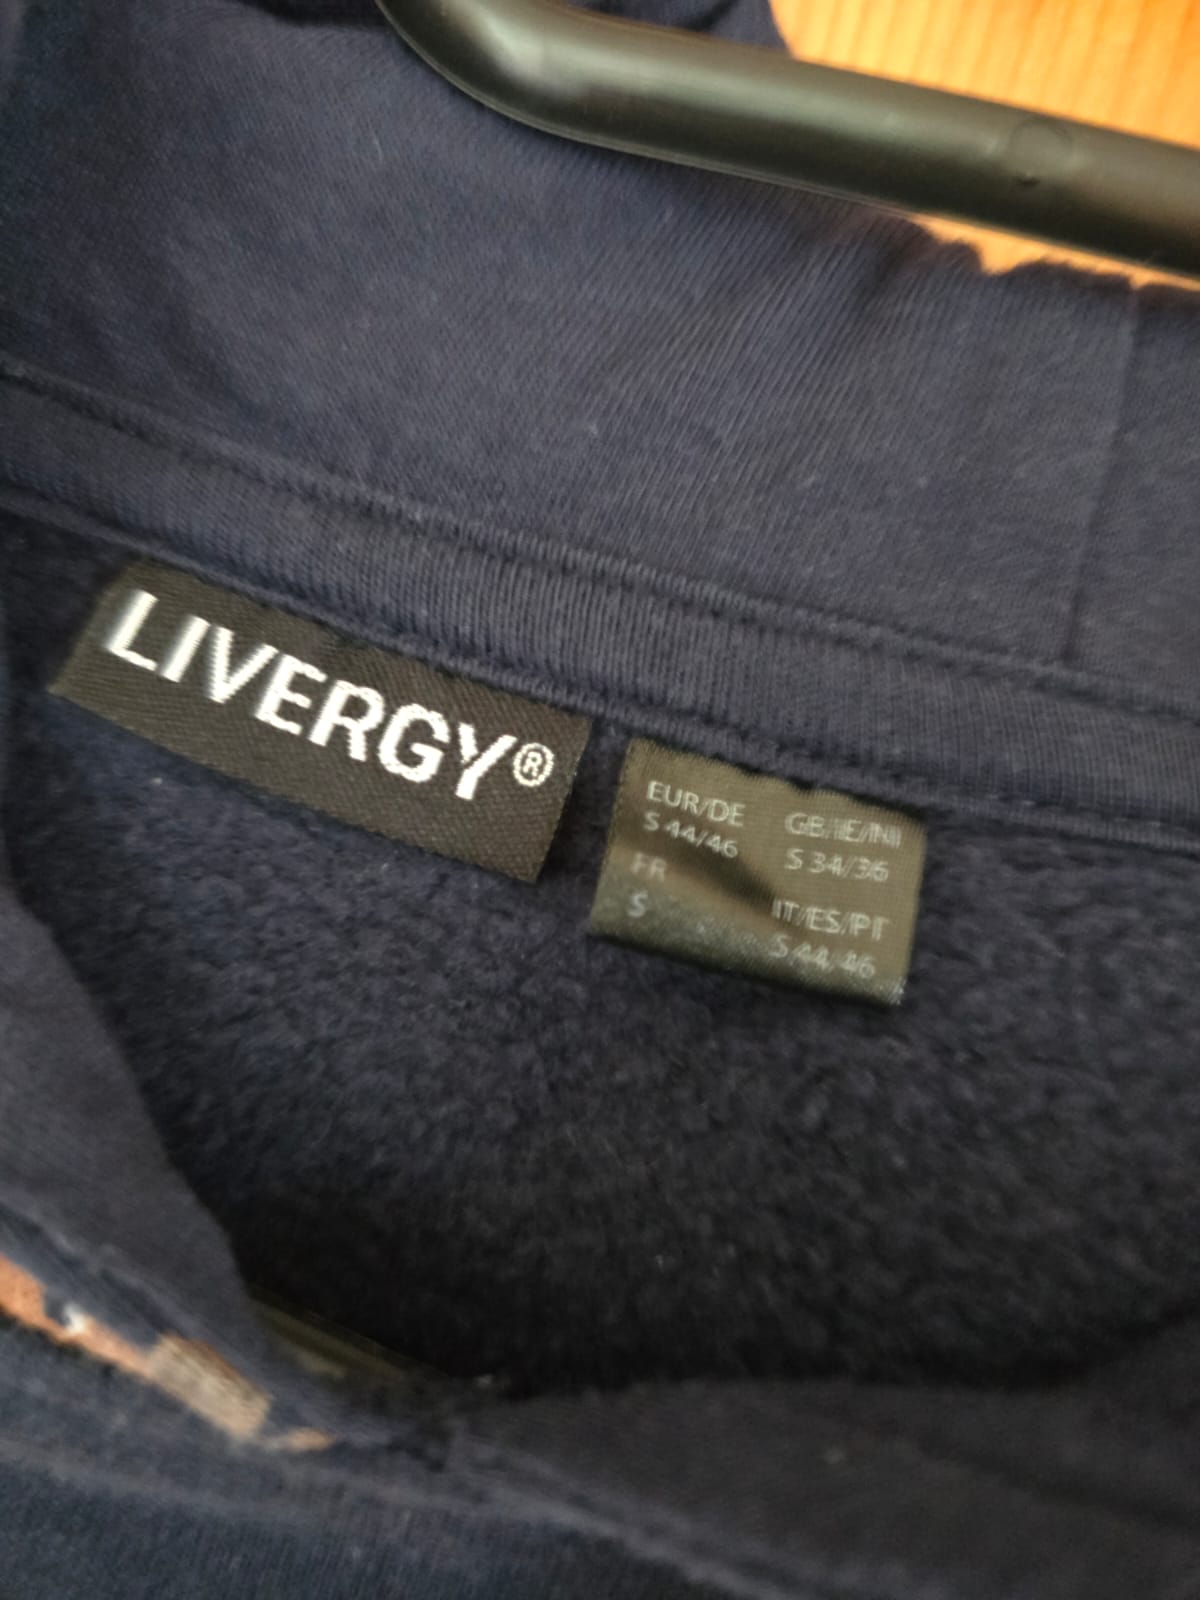 LIVERGY®
EUR/DE
S 44/46
GB/IE/NI
S 34/36
FR
S
IT/ES/PT
S 44/46